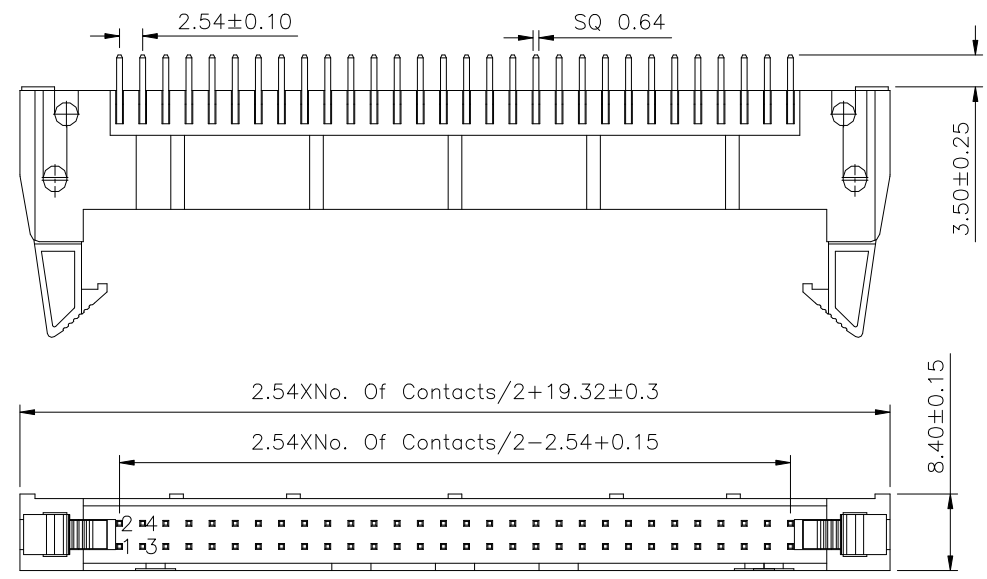 2.54±0.10
SQ 0.64
3.50±0.25
2.54XNo. Of Contacts/2+19.32±0.3
8.40±0.15
2.54XNo. Of Contacts/2-2.54+0.15
2 4
1 3